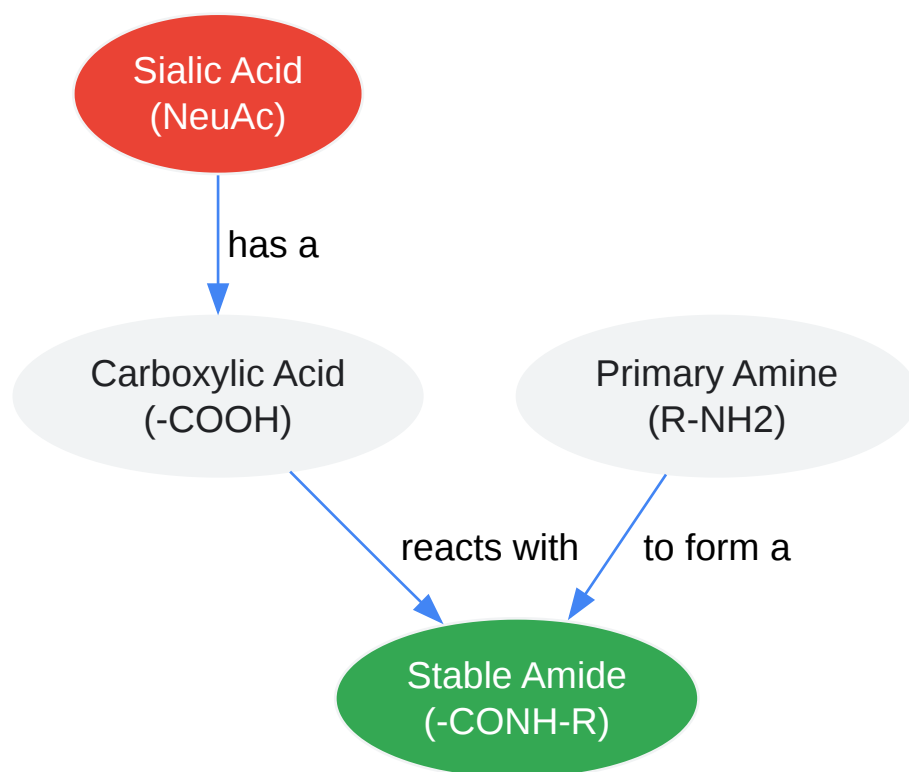 Sialic Acid
(NeuAc)
has a
Carboxylic Acid
(-COOH)
Primary Amine
(R-NH2)
reacts with
to form a
Stable Amide
(-CONH-R)